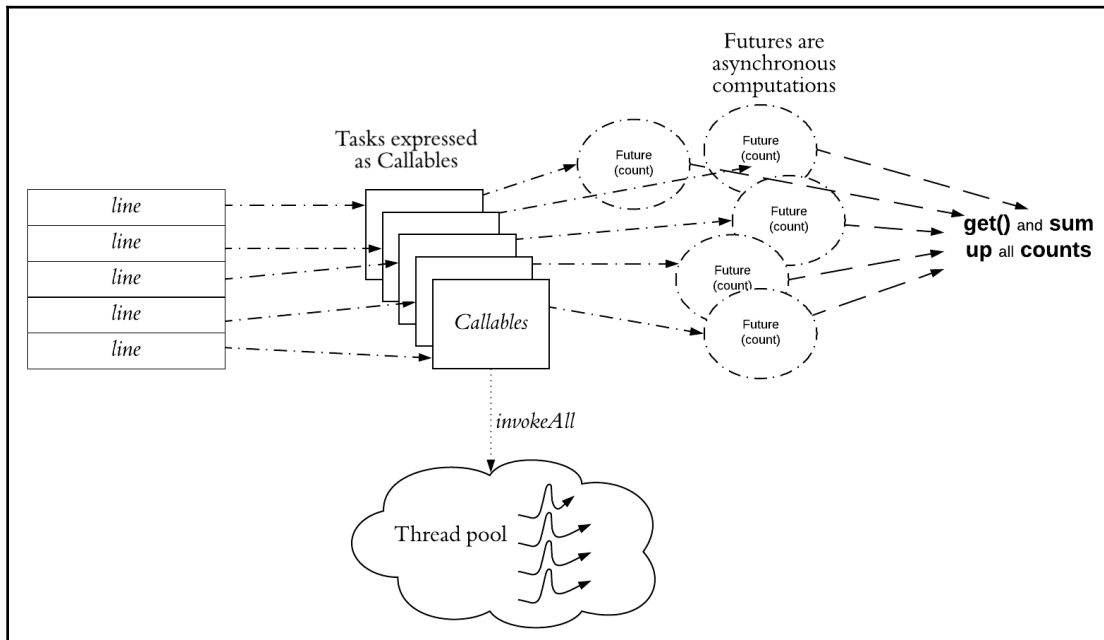 Futures are
asynchronous
computations
Tasks expressed
as Callables
line
line
line
line
line
Callables
Future
(count)
Future
(count)
Future
(count)
Future
(count)
Future
(count)
get() and sum
up all counts
invokeAll
Thread pool